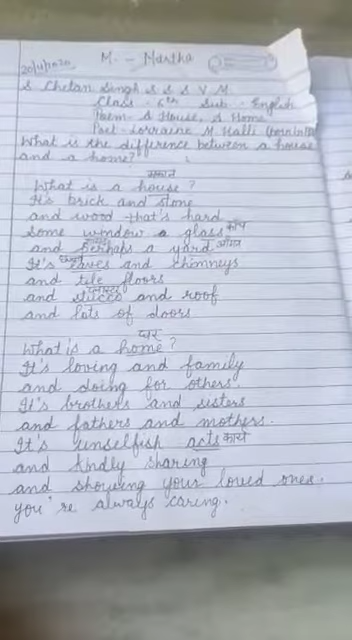 20/4/2020 M. - Martha
S Chetan Singh S S S V M
Class - 6th Sub - English
Poem - A House, A Home
Poet - Lorraine M Halli
What is the difference between a house
and a home?
मकान
What is a house?
It's brick and stone
and wood that's hard
some window a glass काँच
and perhaps a yard आँगन
It's eaves and chimneys
and tile floors
प्लास्टर
and stucco and roof
and lots of doors
घर
What is a home?
It's loving and family
and doing for others.
It's brothers and sisters
and fathers and mothers.
It's unselfish acts कार्य
and kindly sharing
and showing your loved ones.
you're always caring.